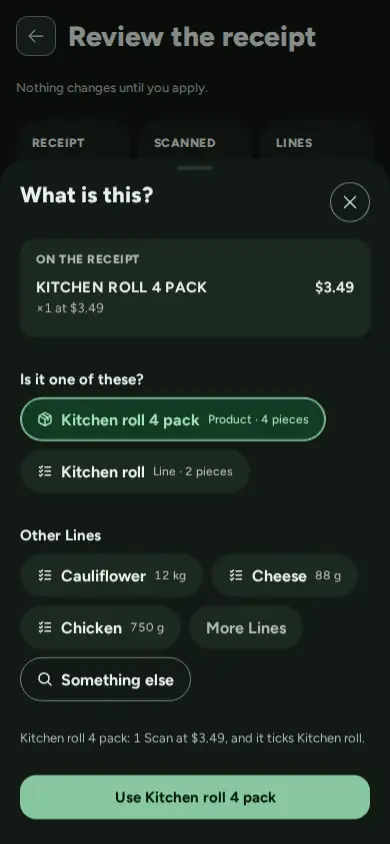 Review the receipt
Nothing changes until you apply.
RECEIPT SCANNED LINES
What is this?
ON THE RECEIPT
KITCHEN ROLL 4 PACK $3.49
×1 at $3.49
Is it one of these?
Kitchen roll 4 pack Product · 4 pieces
Kitchen roll Line · 2 pieces
Other Lines
Cauliflower 12 kg Cheese 88 g
Chicken 750 g More Lines
Something else
Kitchen roll 4 pack: 1 Scan at $3.49, and it ticks Kitchen roll.
Use Kitchen roll 4 pack